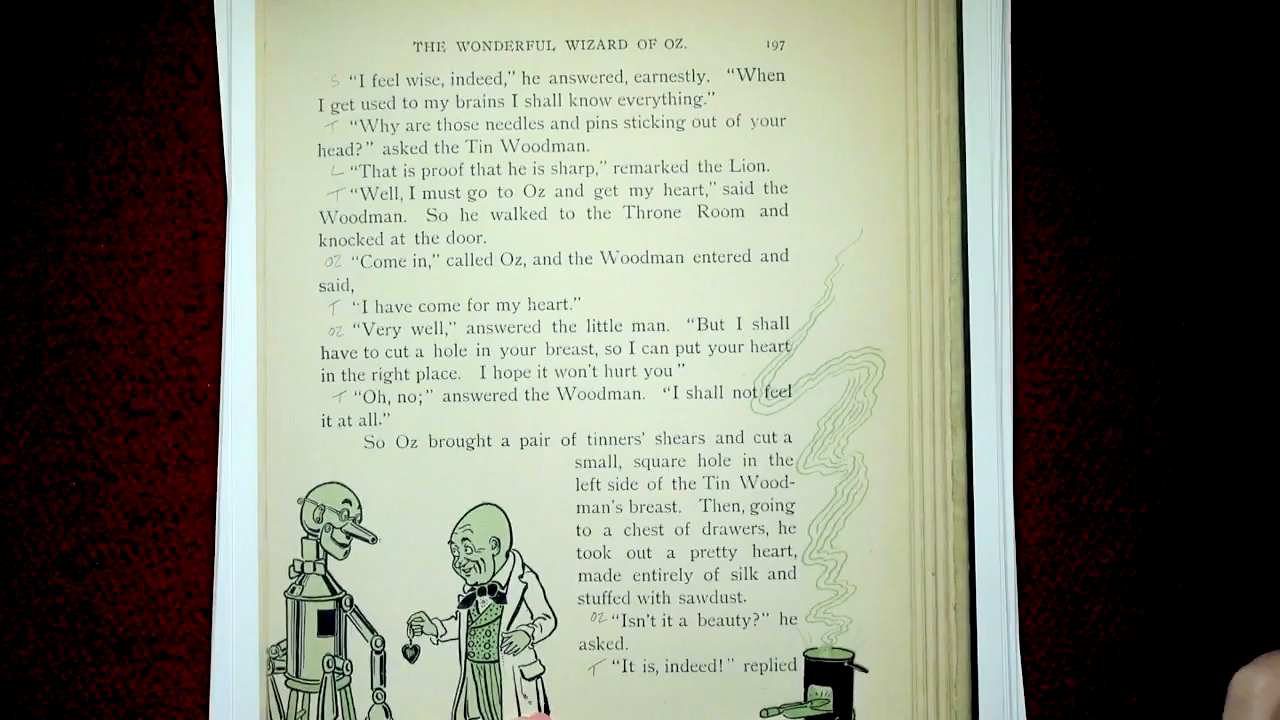 THE WONDERFUL WIZARD OF OZ. 197
S "I feel wise, indeed," he answered, earnestly. "When
I get used to my brains I shall know everything."
T "Why are those needles and pins sticking out of your
head?" asked the Tin Woodman.
L "That is proof that he is sharp," remarked the Lion.
T "Well, I must go to Oz and get my heart," said the
Woodman. So he walked to the Throne Room and
knocked at the door.
OZ "Come in," called Oz, and the Woodman entered and
said,
T "I have come for my heart."
OZ "Very well," answered the little man. "But I shall
have to cut a hole in your breast, so I can put your heart
in the right place. I hope it won't hurt you"
T "Oh, no;" answered the Woodman. "I shall not feel
it at all."
So Oz brought a pair of tinners' shears and cut a
small, square hole in the
left side of the Tin Wood-
man's breast. Then, going
to a chest of drawers, he
took out a pretty heart,
made entirely of silk and
stuffed with sawdust.
OZ "Isn't it a beauty?" he
asked.
T "It is, indeed!" replied